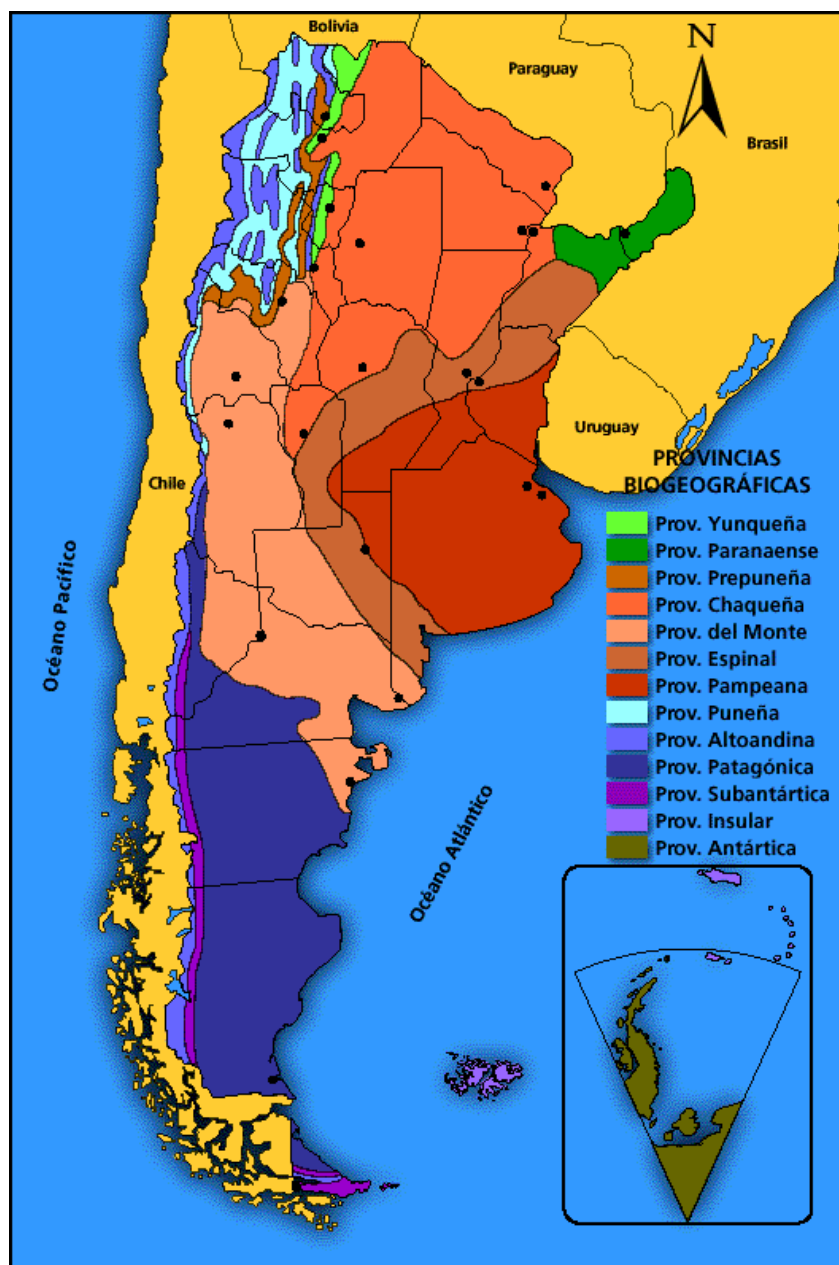 Bolivia
N
Paraguay
Brasil
Uruguay
Chile
Océano Pacífico
Océano Atlántico
PROVINCIAS
BIOGEOGRÁFICAS
Prov. Yunqueña
Prov. Paranaense
Prov. Prepuneña
Prov. Chaqueña
Prov. del Monte
Prov. Espinal
Prov. Pampeana
Prov. Puneña
Prov. Altoandina
Prov. Patagónica
Prov. Subantártica
Prov. Insular
Prov. Antártica